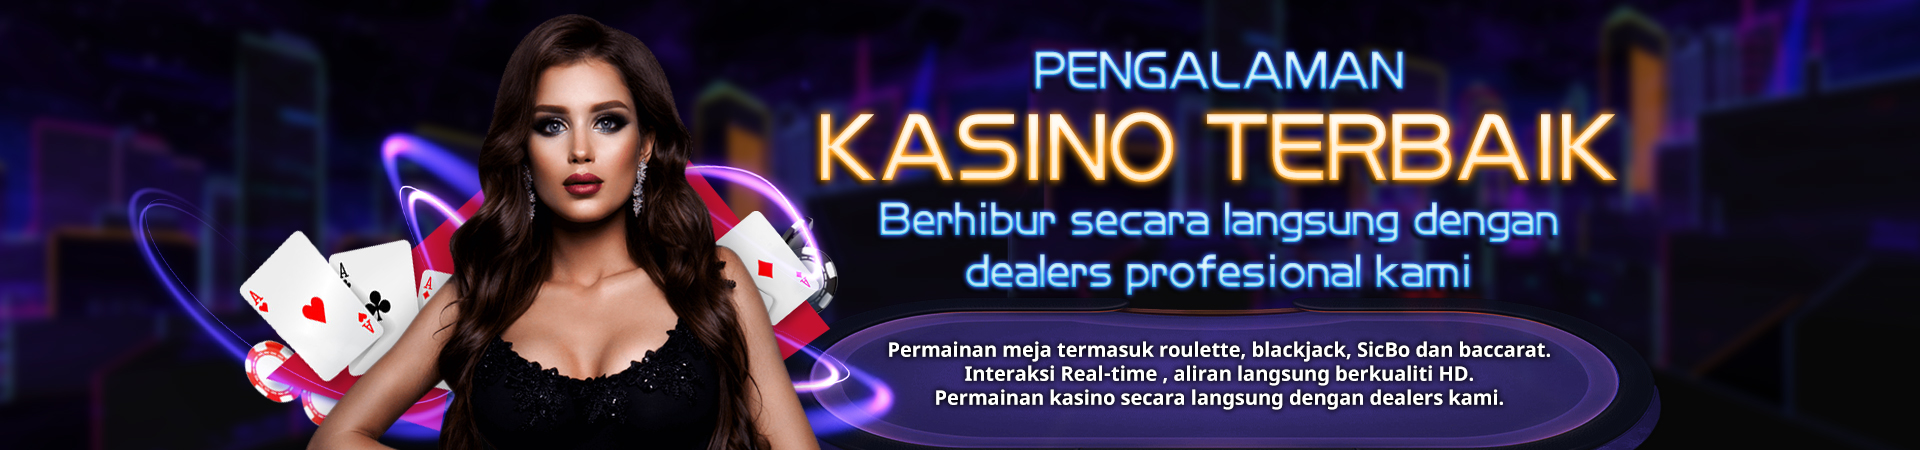 PENGALAMAN
KASINO TERBAIK
Berhibur secara langsung dengan
dealers profesional kami
Permainan meja termasuk roulette, blackjack, SicBo dan baccarat.
Interaksi Real-time , aliran langsung berkualiti HD.
Permainan kasino secara langsung dengan dealers kami.
A
A
A
A
A